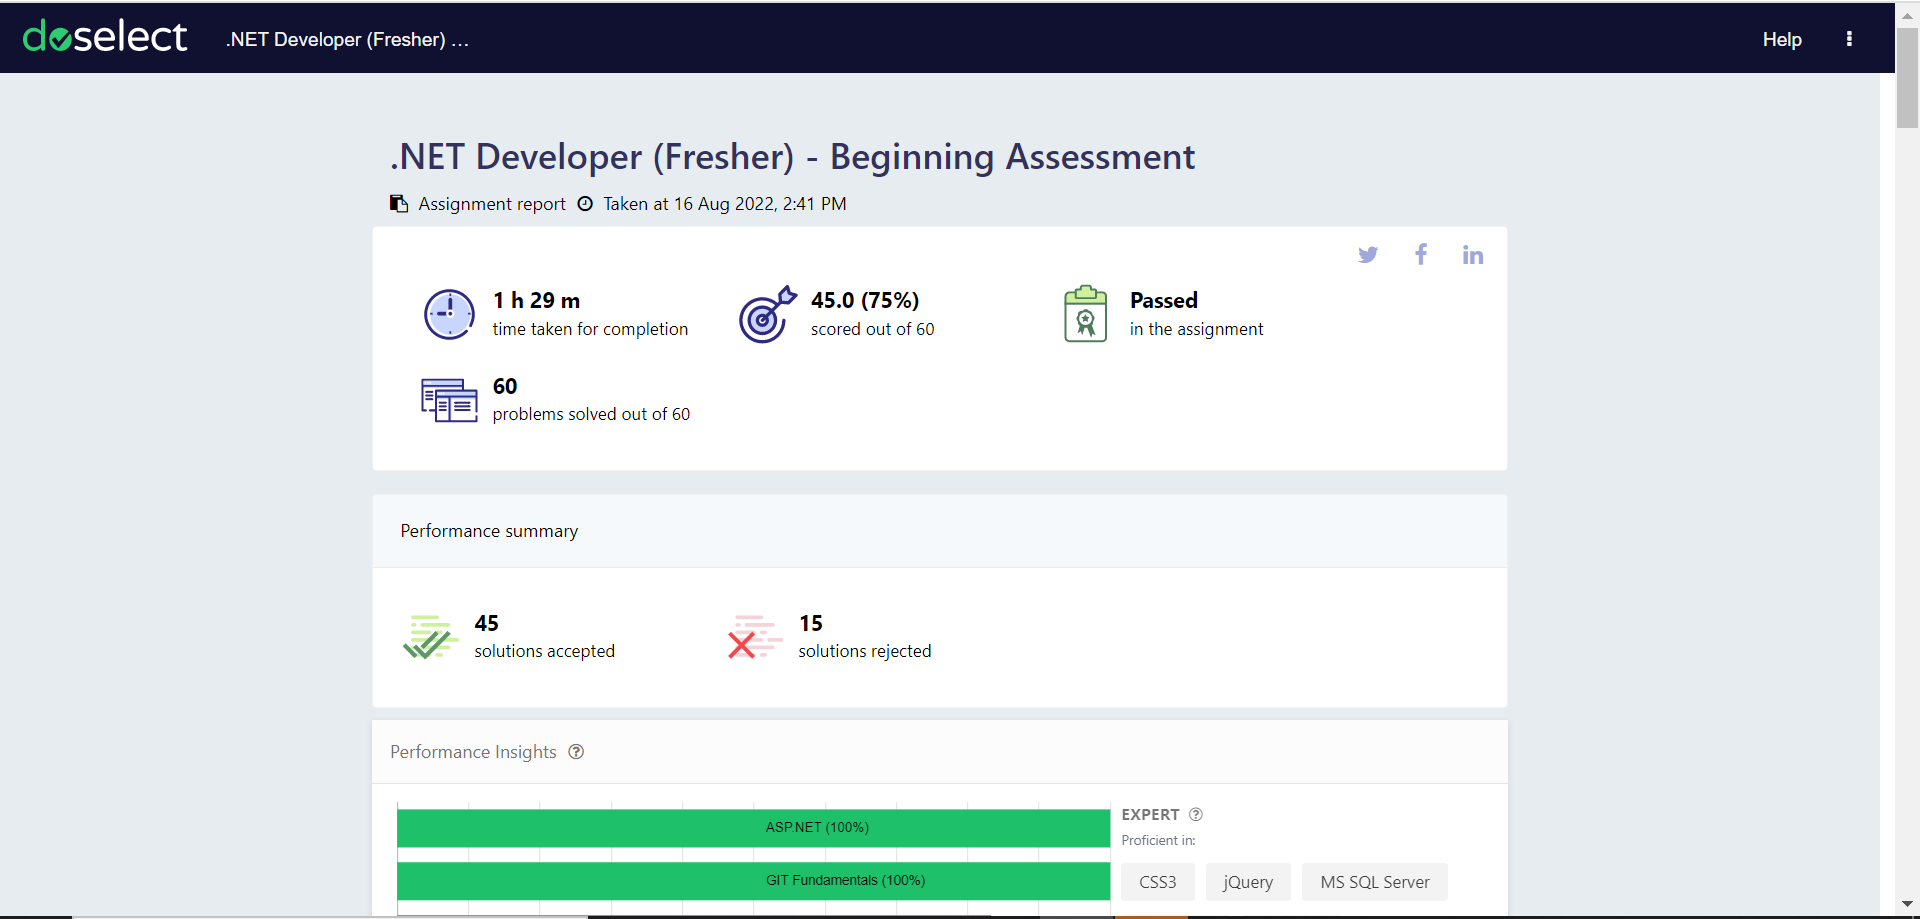 doselect .NET Developer (Fresher) ... Help
.NET Developer (Fresher) - Beginning Assessment
Assignment report Taken at 16 Aug 2022, 2:41 PM
1 h 29 m
time taken for completion
45.0 (75%)
scored out of 60
Passed
in the assignment
60
problems solved out of 60
Performance summary
45
solutions accepted
15
solutions rejected
Performance Insights
ASP.NET (100%)
GIT Fundamentals (100%)
EXPERT
Proficient in:
CSS3 jQuery MS SQL Server